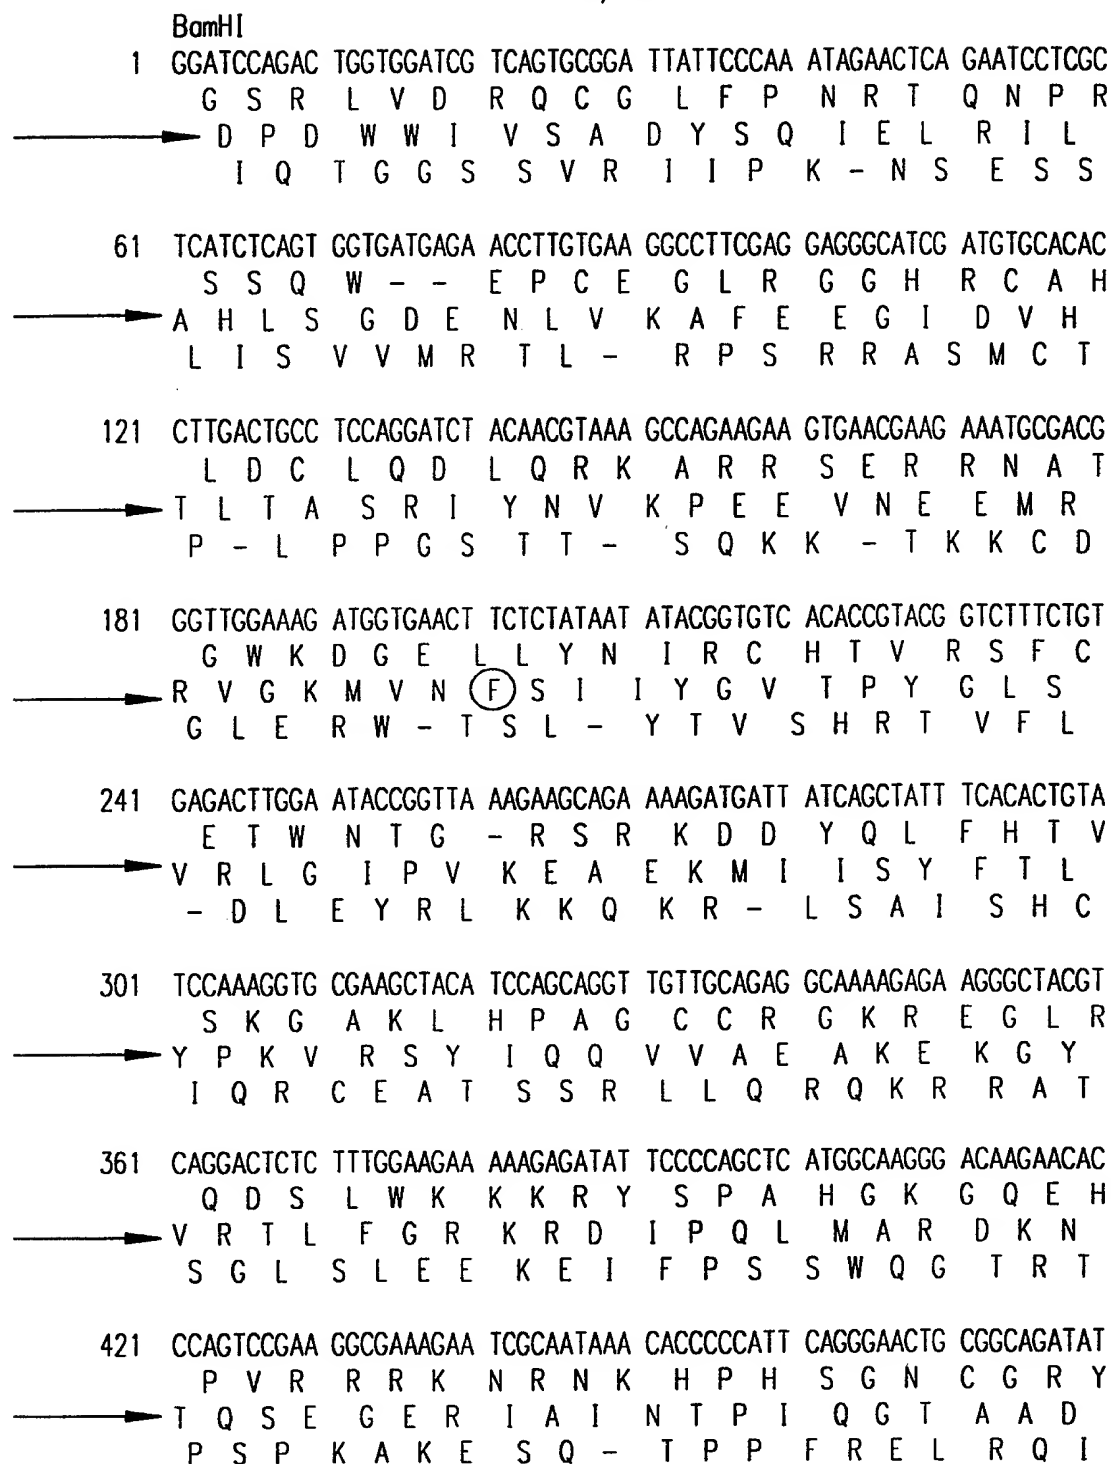 BamHI
1 GGATCCAGAC TGGTGGATCG TCAGTGCGGA TTATTCCCAA ATAGAACTCA GAATCCTCGC
G S R L V D R Q C G L F P N R T Q N P R
D P D W W I V S A D Y S Q I E L R I L
I Q T G G S S V R I I P K - N S E S S
61 TCATCTCAGT GGTGATGAGA ACCTTGTGAA GGCCTTCGAG GAGGGCATCG ATGTGCACAC
S S Q W - - E P C E G L R G G H R C A H
A H L S G D E N L V K A F E E G I D V H
L I S V V M R T L - R P S R R A S M C T
121 CTTGACTGCC TCCAGGATCT ACAACGTAAA GCCAGAAGAA GTGAACGAAG AAATGCGACG
L D C L Q D L Q R K A R R S E R R N A T
T L T A S R I Y N V K P E E V N E E M R
P - L P P G S T T - S Q K K - T K K C D
181 GGTTGGAAAG ATGGTGAACT TCTCTATAAT ATACGGTGTC ACACCGTACG GTCTTTCTGT
G W K D G E L L Y N I R C H T V R S F C
R V G K M V N F S I I Y G V T P Y G L S
G L E R W - T S L - Y T V S H R T V F L
241 GAGACTTGGA ATACCGGTTA AAGAAGCAGA AAAGATGATT ATCAGCTATT TCACACTGTA
E T W N T G - R S R K D D Y Q L F H T V
V R L G I P V K E A E K M I I S Y F T L
- D L E Y R L K K Q K R - L S A I S H C
301 TCCAAAGGTG CGAAGCTACA TCCAGCAGGT TGTTGCAGAG GCAAAAGAGA AGGGCTACGT
S K G A K L H P A G C C R G K R E G L R
Y P K V R S Y I Q Q V V A E A K E K G Y
I Q R C E A T S S R L L Q R Q K R R A T
361 CAGGACTCTC TTTGGAAGAA AAAGAGATAT TCCCCAGCTC ATGGCAAGGG ACAAGAACAC
Q D S L W K K K R Y S P A H G K G Q E H
V R T L F G R K R D I P Q L M A R D K N
S G L S L E E K E I F P S S W Q G T R T
421 CCAGTCCGAA GGCGAAAGAA TCGCAATAAA CACCCCCATT CAGGGAACTG CGGCAGATAT
P V R R R K N R N K H P H S G N C G R Y
T Q S E G E R I A I N T P I Q G T A A D
P S P K A K E S Q - T P P F R E L R Q I